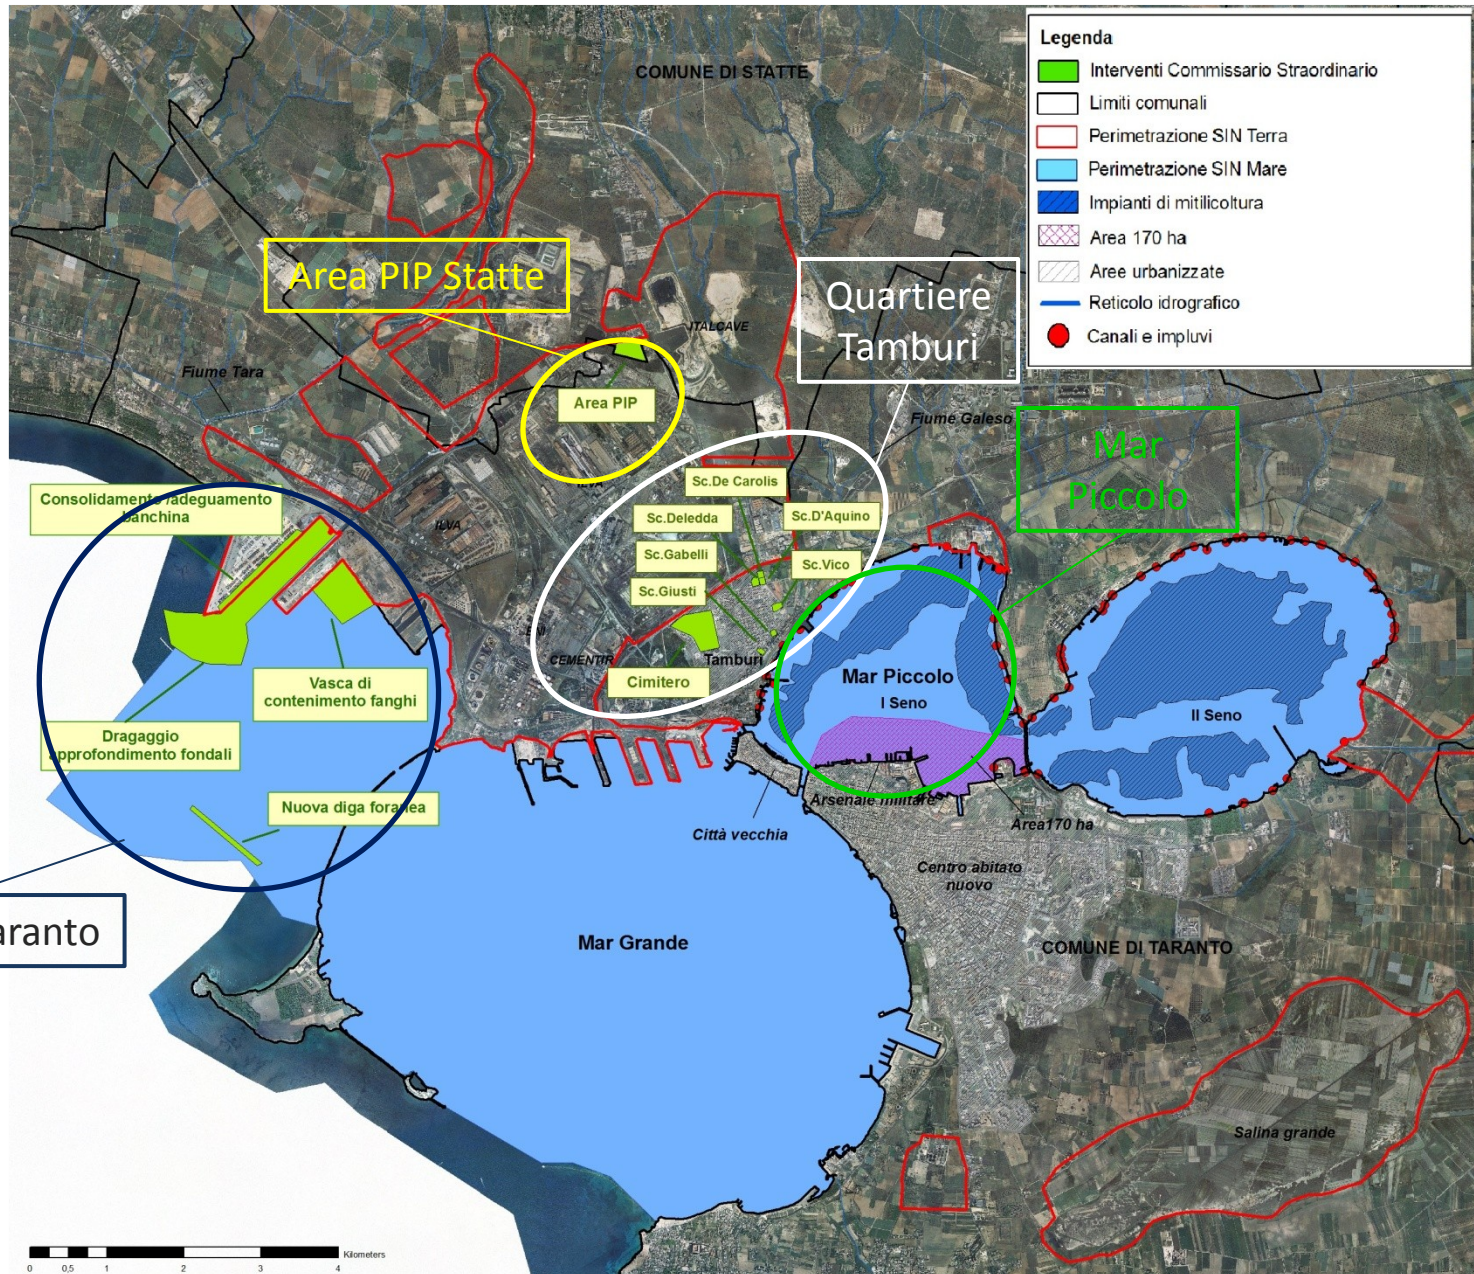 Legenda
Interventi Commissario Straordinario
Limiti comunali
Perimetrazione SIN Terra
Perimetrazione SIN Mare
Impianti di mitilicoltura
Area 170 ha
Aree urbanizzate
Reticolo idrografico
Canali e impluvi
COMUNE DI STATTE
Area PIP Statte
Quartiere
Tamburi
ITALCAVE
Fiume Tara
Area PIP
Fiume Galeso
Mar
Piccolo
Consolidamento/adeguamento
banchina
ILVA
ILVA
Sc.De Carolis
Sc.Deledda
Sc.D'Aquino
Sc.Gabelli
Sc.Vico
Sc.Giusti
ENI
CEMENTIR
Tamburi
Cimitero
Mar Piccolo
I Seno
II Seno
Vasca di
contenimento fanghi
Dragaggio
approfondimento fondali
Nuova diga foranea
Città vecchia
Arsenale militare
Area170 ha
Centro abitato
nuovo
aranto
Mar Grande
COMUNE DI TARANTO
Salina grande
0 0,5 1 2 3 4
Kilometers